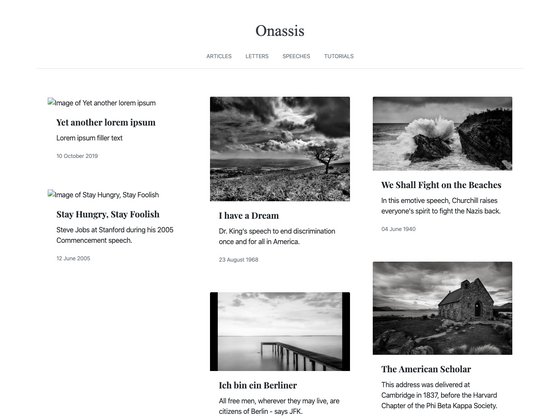 Onassis
ARTICLES LETTERS SPEECHES TUTORIALS
Image of Yet another lorem ipsum
Yet another lorem ipsum
Lorem ipsum filler text
10 October 2019
Image of Stay Hungry, Stay Foolish
Stay Hungry, Stay Foolish
Steve Jobs at Stanford during his 2005
Commencement speech.
12 June 2005
I have a Dream
Dr. King's speech to end discrimination
once and for all in America.
23 August 1968
Ich bin ein Berliner
All free men, wherever they may live, are
citizens of Berlin - says JFK.
We Shall Fight on the Beaches
In this emotive speech, Churchill raises
everyone's spirit to fight the Nazis back.
04 June 1940
The American Scholar
This address was delivered at
Cambridge in 1837, before the Harvard
Chapter of the Phi Beta Kappa Society.